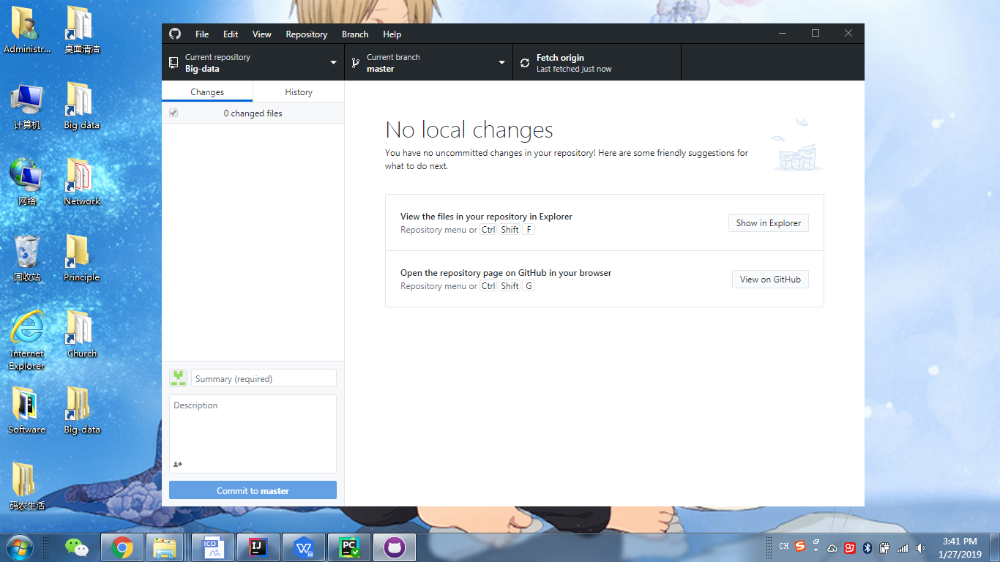 Administr...
桌面清洁
计算机
Big data
网络
Network
回收站
Principle
Internet
Explorer
Church
Software
Big-data
码农生活
File Edit View Repository Branch Help
Current repository
Big-data
Current branch
master
Fetch origin
Last fetched just now
Changes History
0 changed files
No local changes
You have no uncommitted changes in your repository! Here are some friendly suggestions for
what to do next.
View the files in your repository in Explorer
Repository menu or Ctrl Shift F
Show in Explorer
Open the repository page on GitHub in your browser
Repository menu or Ctrl Shift G
View on GitHub
Summary (required)
Description
Commit to master
ICO
IJ
W
PC
CH
S
3:41 PM
1/27/2019